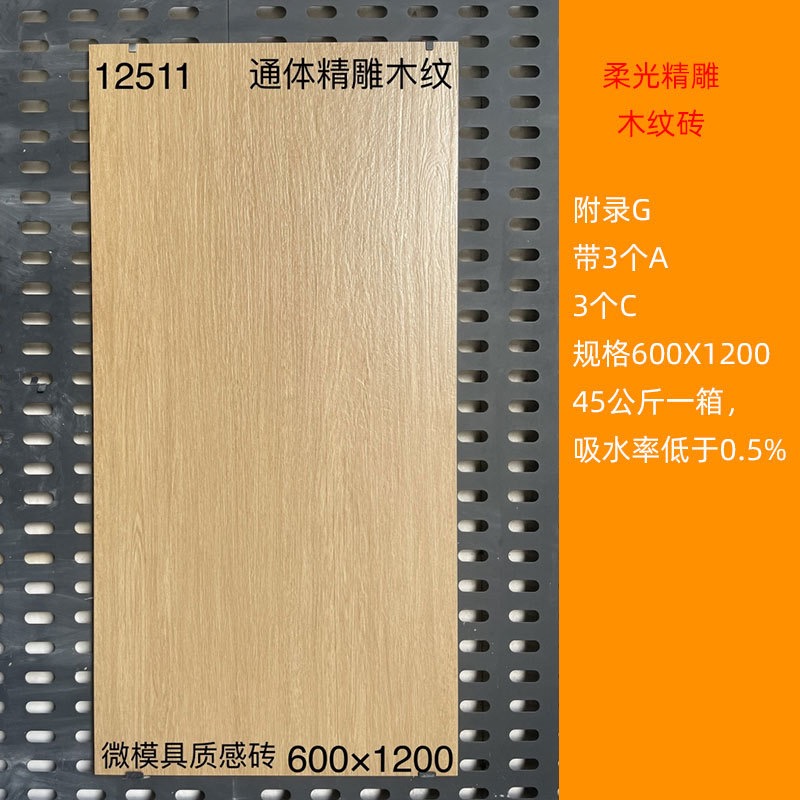 12511 通体精雕木纹
微模具质感砖 600×1200
柔光精雕
木纹砖
附录G
带3个A
3个C
规格600X1200
45公斤一箱，
吸水率低于0.5%